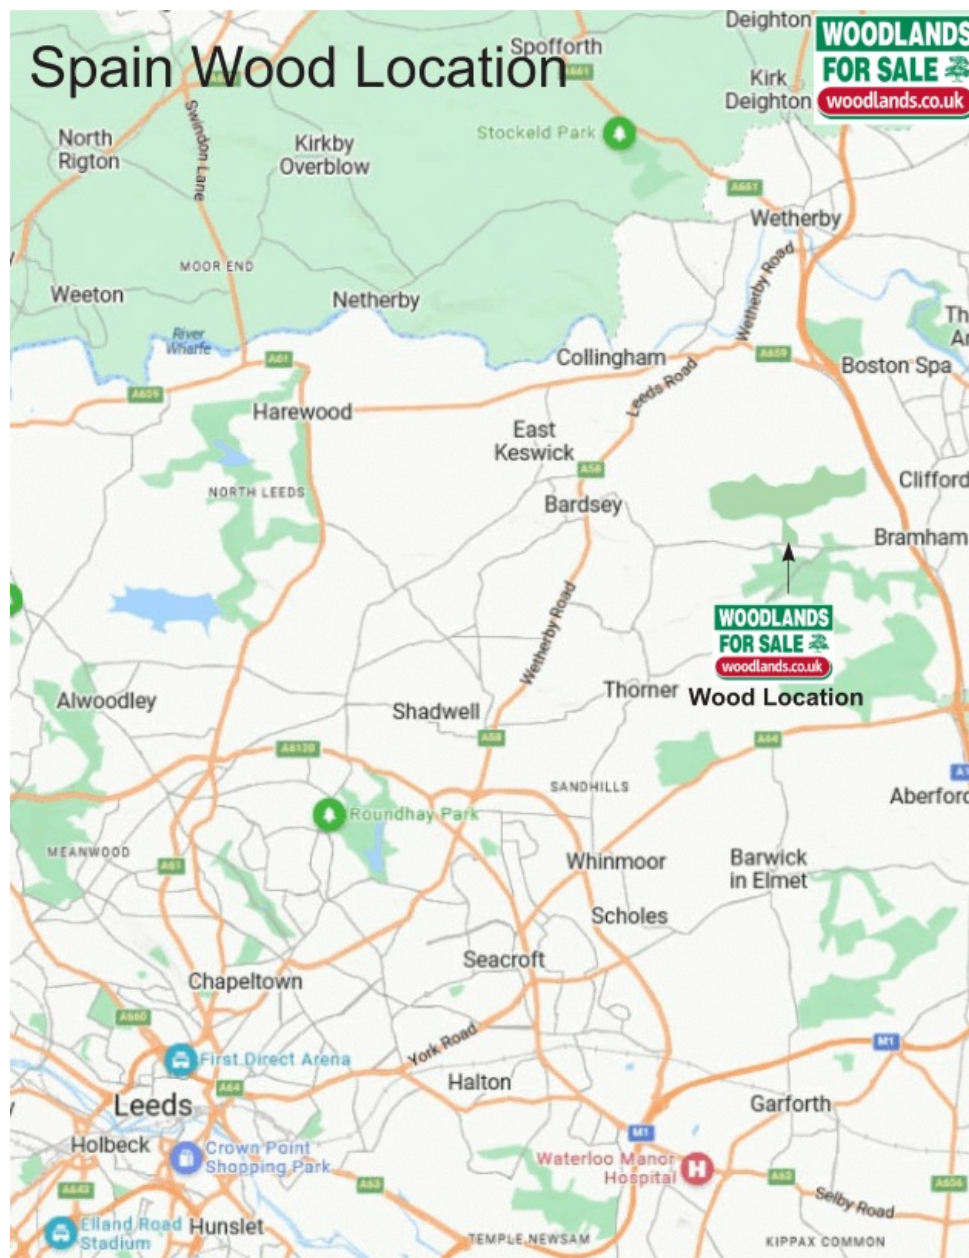 Spain Wood Location
WOODLANDS
FOR SALE
woodlands.co.uk
Deighton
Spofforth
A661
Kirk
Deighton
Stockeld Park
North
Rigton
Swindon Lane
Kirkby
Overblow
A661
Wetherby
MOOR END
Weeton
Netherby
Wetherby Road
River
Wharfe
A61
Collingham
A659
Boston Spa
A659
Leeds Road
Harewood
East
Keswick
A58
Clifford
NORTH LEEDS
Bardsey
Bramham
Wetherby Road
WOODLANDS
FOR SALE
woodlands.co.uk
Wood Location
Thorner
Alwoodley
Shadwell
A58
A64
A6120
SANDHILLS
Aberford
Roundhay Park
MEANWOOD
A61
Whinmoor
Barwick
in Elmet
Scholes
Seacroft
Chapeltown
A660
York Road
M1
First Direct Arena
A64
Halton
Leeds
Garforth
M1
Holbeck
Crown Point
Shopping Park
Waterloo Manor
Hospital
A63
A63
A643
A656
Selby Road
Elland Road
Stadium
Hunslet
TEMPLE NEWSAM
KIPPAX COMMON